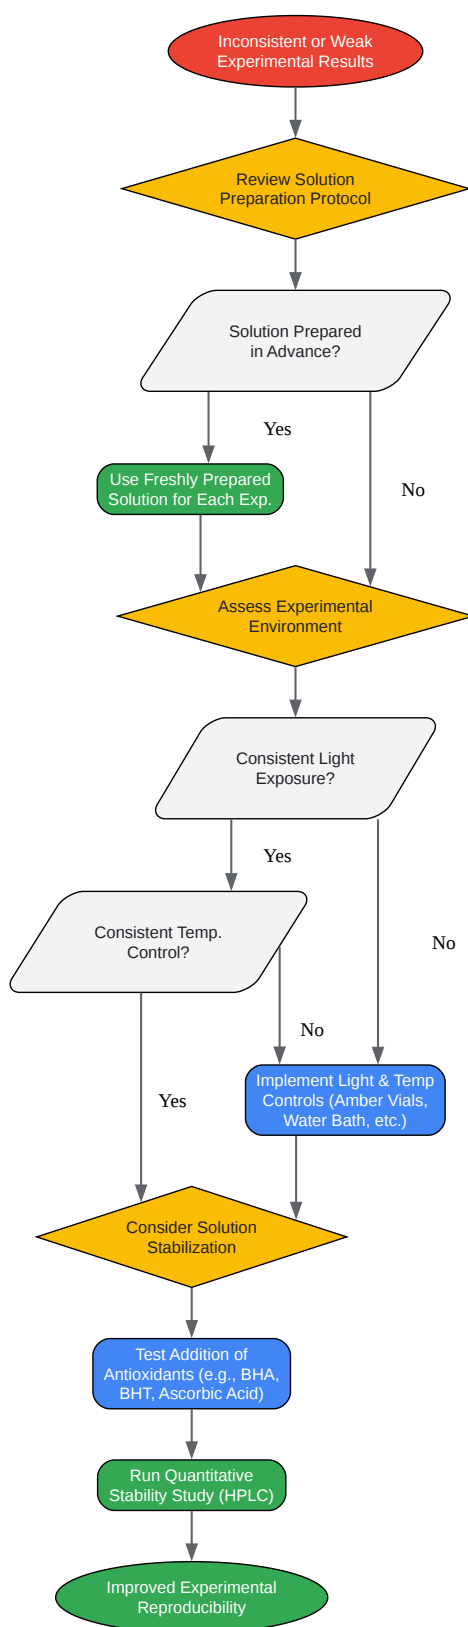 Inconsistent or Weak
Experimental Results
Review Solution
Preparation Protocol
Solution Prepared
in Advance?
Yes
Use Freshly Prepared
Solution for Each Exp.
No
Assess Experimental
Environment
Consistent Light
Exposure?
Yes
Consistent Temp.
Control?
No
No
Implement Light & Temp
Controls (Amber Vials,
Water Bath, etc.)
Yes
Consider Solution
Stabilization
Test Addition of
Antioxidants (e.g., BHA,
BHT, Ascorbic Acid)
Run Quantitative
Stability Study (HPLC)
Improved Experimental
Reproducibility